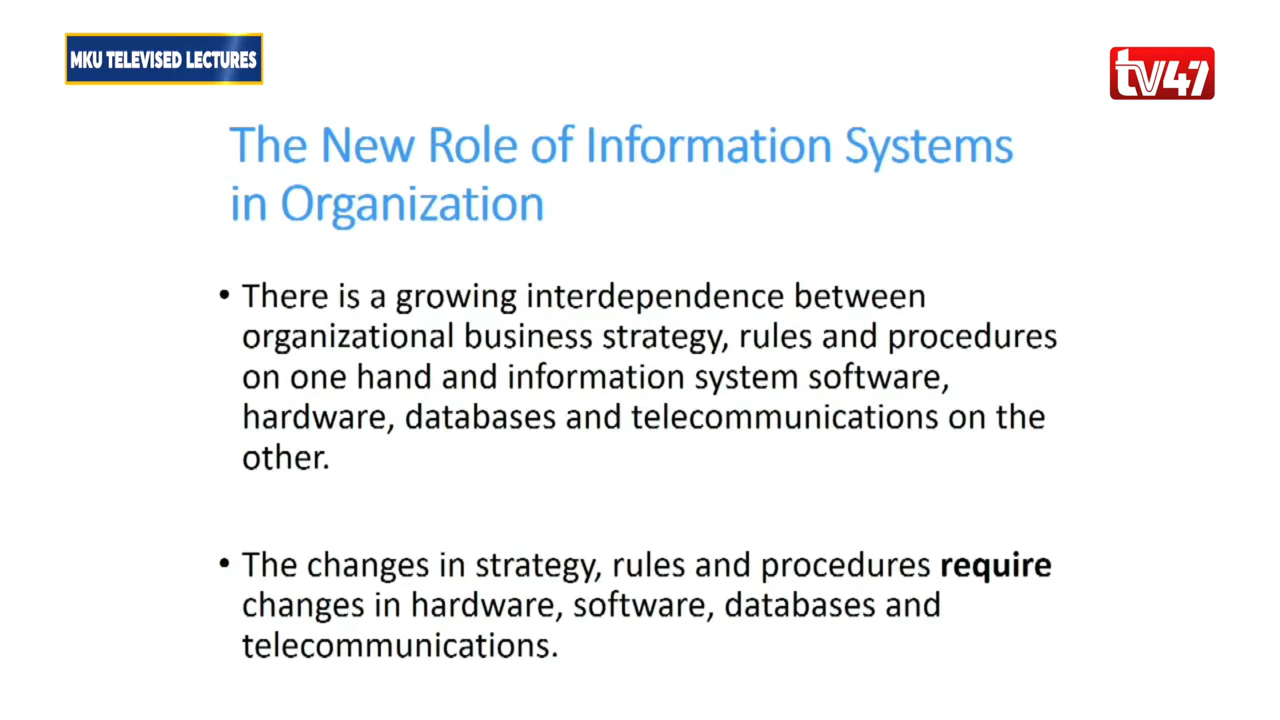 MKU TELEVISED LECTURES
tv47
The New Role of Information Systems
in Organization
• There is a growing interdependence between
organizational business strategy, rules and procedures
on one hand and information system software,
hardware, databases and telecommunications on the
other.
• The changes in strategy, rules and procedures require
changes in hardware, software, databases and
telecommunications.